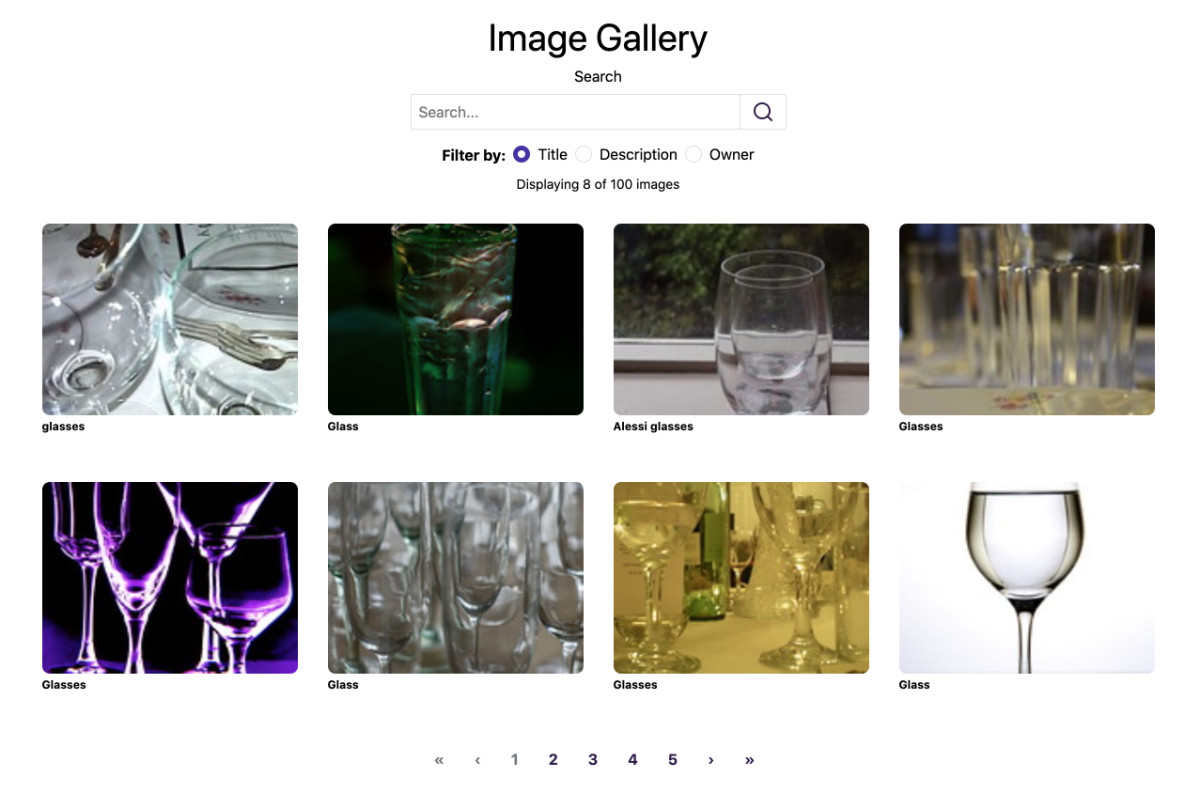 Image Gallery
Search
Search...
Filter by: Title Description Owner
Displaying 8 of 100 images
glasses
Glass
Alessi glasses
Glasses
Glasses
Glass
Glasses
Glass
« ‹ 1 2 3 4 5 › »